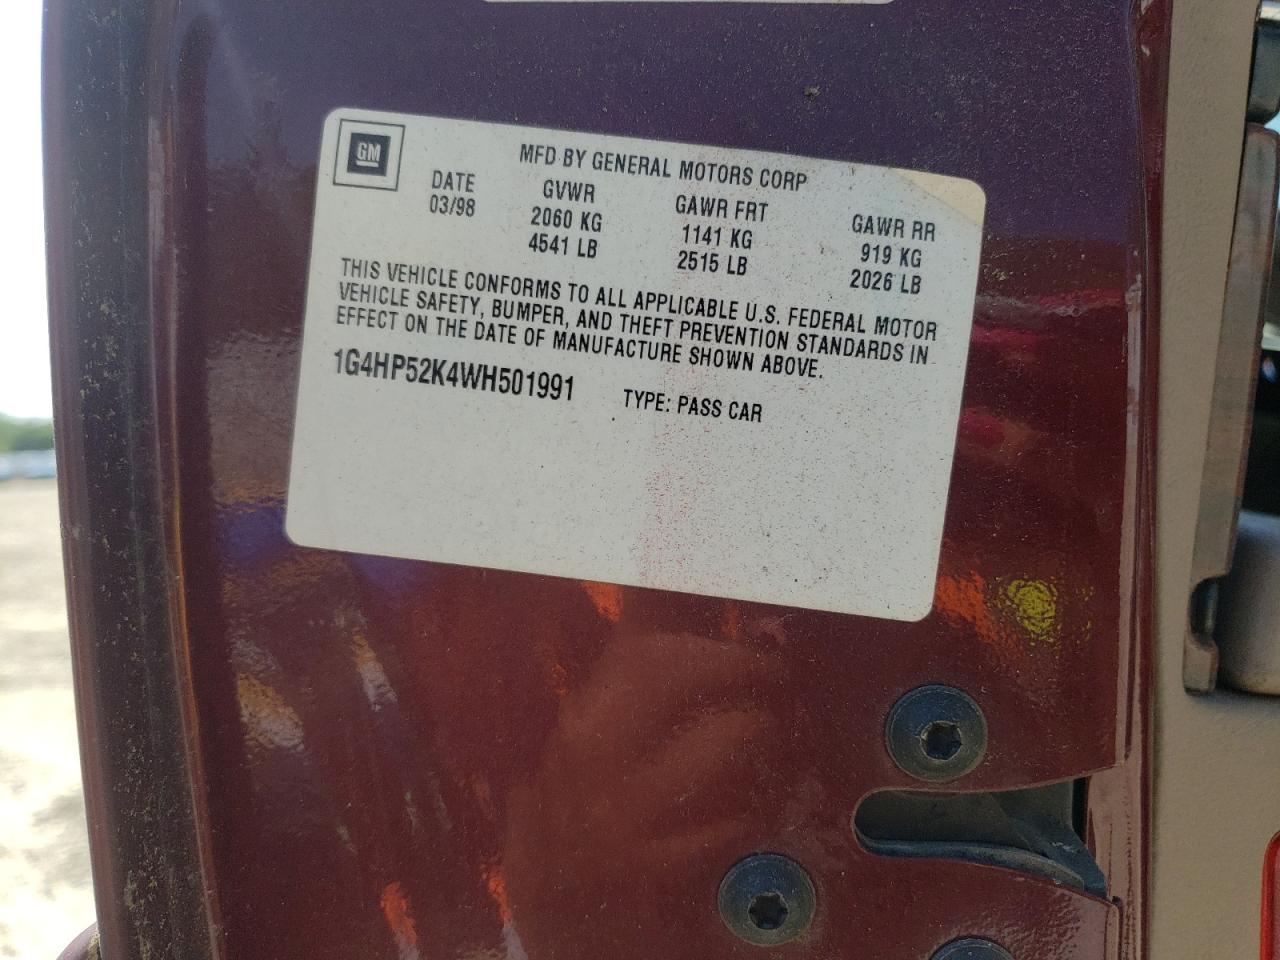 GM
MFD BY GENERAL MOTORS CORP
DATE GVWR GAWR FRT GAWR RR
03/98 2060 KG 1141 KG 919 KG
4541 LB 2515 LB 2026 LB
THIS VEHICLE CONFORMS TO ALL APPLICABLE U.S. FEDERAL MOTOR
VEHICLE SAFETY, BUMPER, AND THEFT PREVENTION STANDARDS IN
EFFECT ON THE DATE OF MANUFACTURE SHOWN ABOVE.
1G4HP52K4WH501991 TYPE: PASS CAR